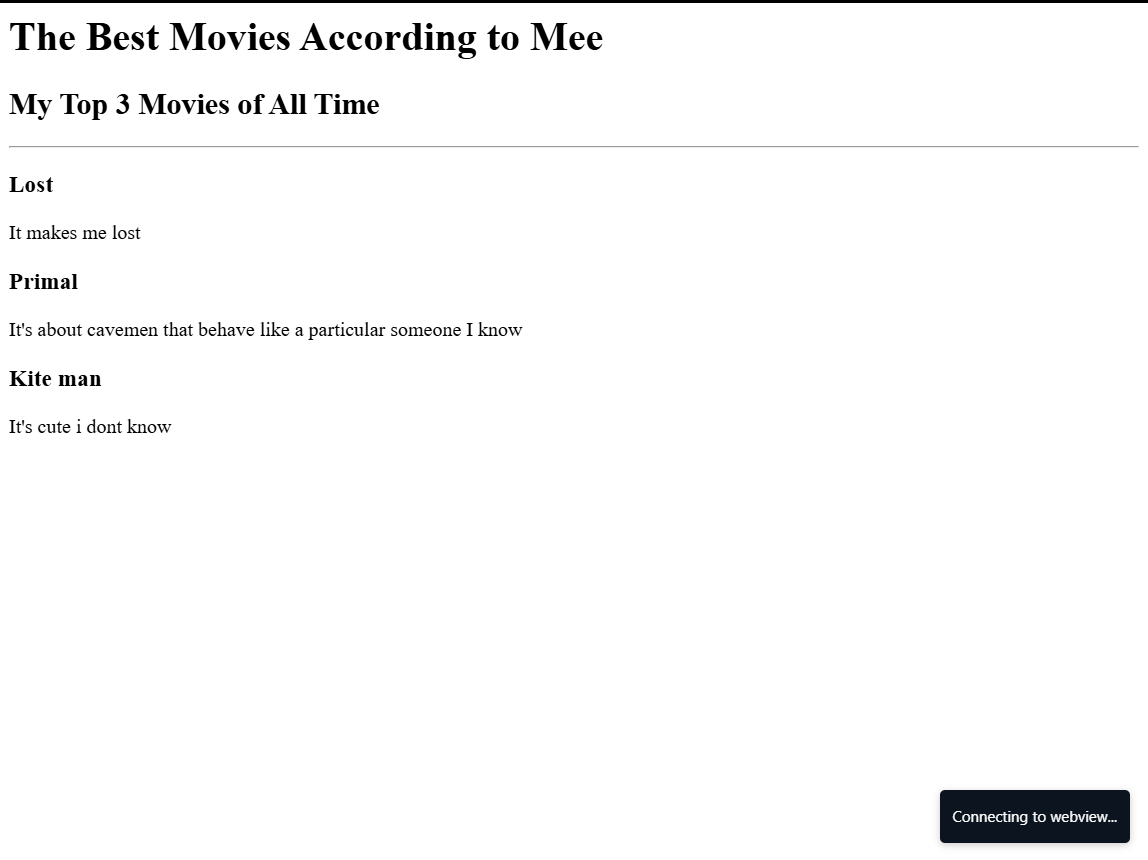 The Best Movies According to Mee
My Top 3 Movies of All Time
Lost
It makes me lost
Primal
It's about cavemen that behave like a particular someone I know
Kite man
It's cute i dont know
Connecting to webview...